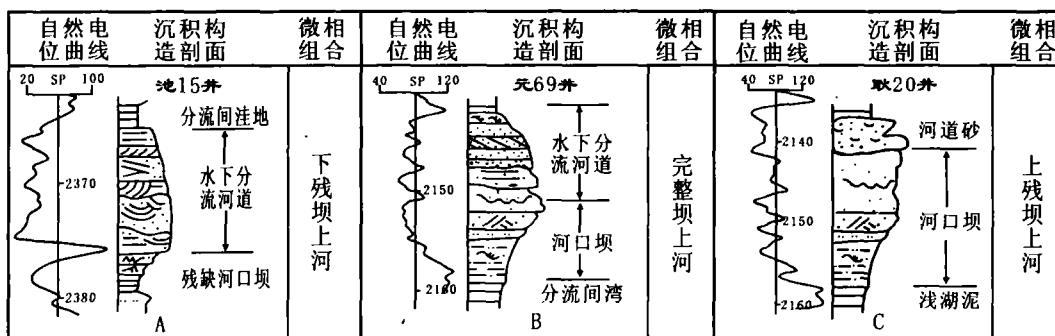 自然电位曲线 沉积构造剖面 微相组合
自然电位曲线 沉积构造剖面 微相组合
自然电位曲线 沉积构造剖面 微相组合
20 SP 100
池15井
分流间洼地
水下分流河道
残缺河口坝
2370
2380
下残坝上河
A
40 SP 120
元69井
水下分流河道
河口坝
分流间湾
2150
完整坝上河
B
40 SP 120
耿20井
河道砂
河口坝
浅湖泥
2140
2150
2160
上残坝上河
C